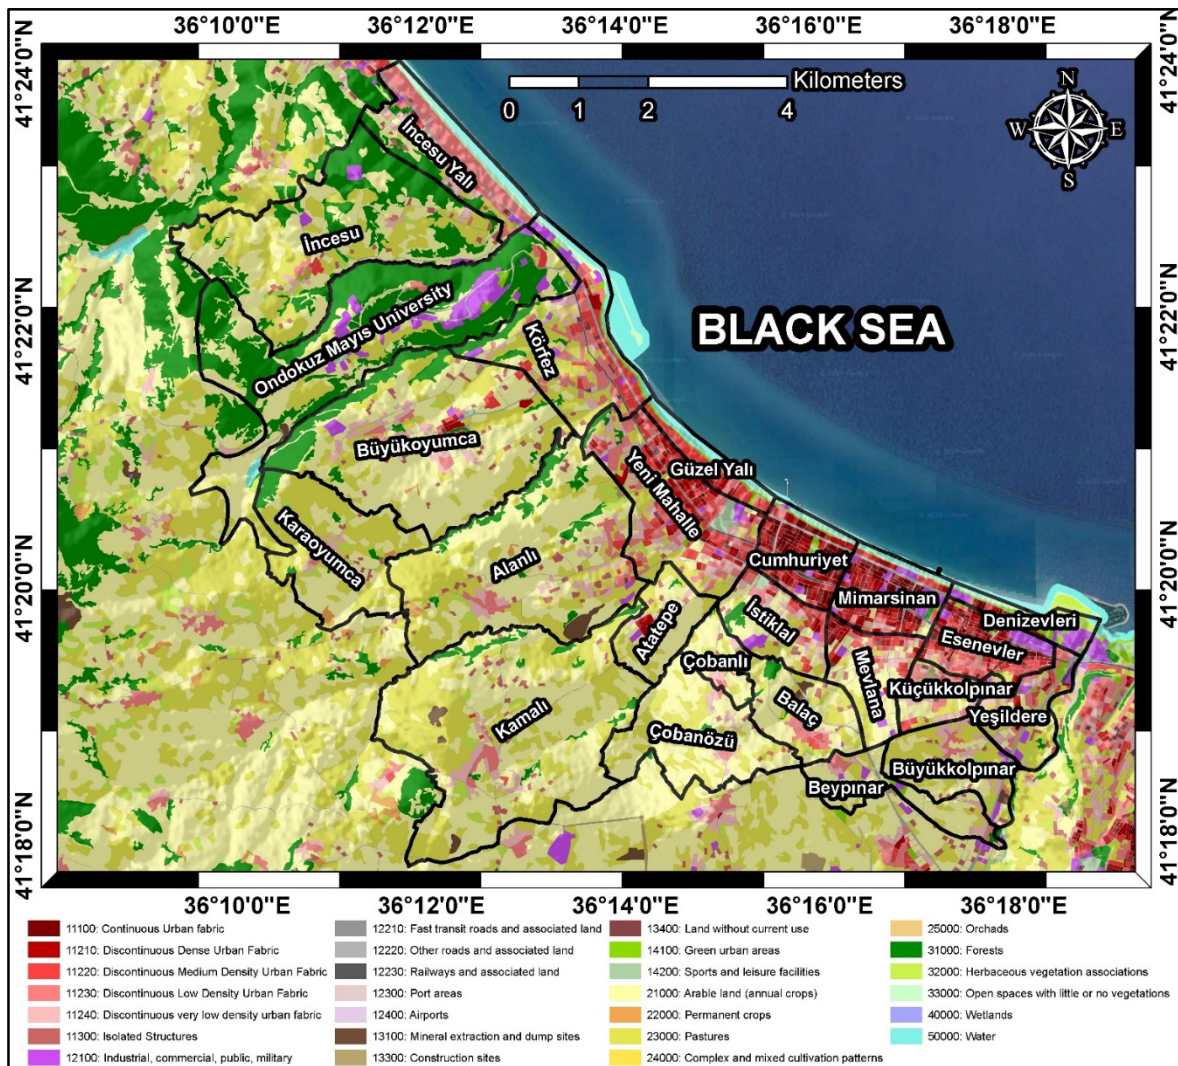 36°10'0"E 36°12'0"E 36°14'0"E 36°16'0"E 36°18'0"E
41°24'0"N
41°24'0"N
Kilometers
0 1 2 4
N
W E
S
İncesu Yalı
İncesu
41°22'0"N
41°22'0"N
Ondokuz Mayıs University
BLACK SEA
Körfez
Büyükoyumca
Güzel Yalı
Yeni Mahalle
Karaoyumca
Alanlı
Cumhuriyet
41°20'0"N
41°20'0"N
Mimarsinan
Atatepe
İstiklal
Denizevleri
Esenevler
Çobanlı
Mevlana
Küçükkolpınar
Kamalı
Balaç
Yeşildere
Çobanözü
Büyükkolpınar
Beypınar
41°18'0"N
41°18'0"N
36°10'0"E 36°12'0"E 36°14'0"E 36°16'0"E 36°18'0"E
11100: Continuous Urban fabric
11210: Discontinuous Dense Urban Fabric
11220: Discontinuous Medium Density Urban Fabric
11230: Discontinuous Low Density Urban Fabric
11240: Discontinuous very low density urban fabric
11300: Isolated Structures
12100: Industrial, commercial, public, military
12210: Fast transit roads and associated land
12220: Other roads and associated land
12230: Railways and associated land
12300: Port areas
12400: Airports
13100: Mineral extraction and dump sites
13300: Construction sites
13400: Land without current use
14100: Green urban areas
14200: Sports and leisure facilities
21000: Arable land (annual crops)
22000: Permanent crops
23000: Pastures
24000: Complex and mixed cultivation patterns
25000: Orchads
31000: Forests
32000: Herbaceous vegetation associations
33000: Open spaces with little or no vegetations
40000: Wetlands
50000: Water